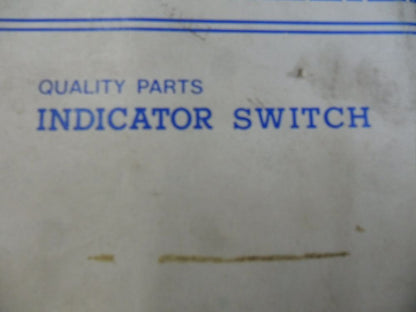 QUALITY PARTS
INDICATOR SWITCH